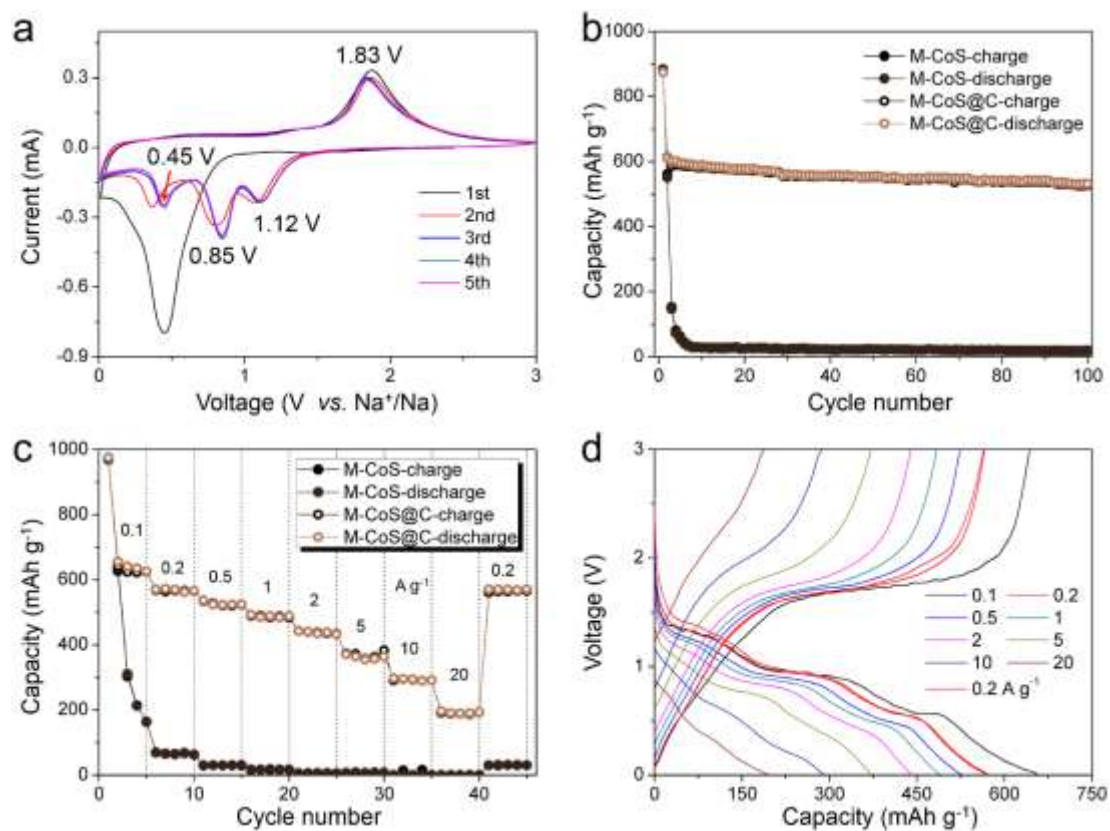 a
1.83 V
0.45 V
1.12 V
0.85 V
1st
2nd
3rd
4th
5th
0.3
0.0
-0.3
-0.6
-0.9
0 1 2 3
Current (mA)
Voltage (V vs. Na⁺/Na)
b
M-CoS-charge
M-CoS-discharge
M-CoS@C-charge
M-CoS@C-discharge
1000
800
600
400
200
0
0 20 40 60 80 100
Capacity (mAh g⁻¹)
Cycle number
c
M-CoS-charge
M-CoS-discharge
M-CoS@C-charge
M-CoS@C-discharge
0.1
0.2
0.5
1
2
A g⁻¹
5
10
20
0.2
1000
800
600
400
200
0
0 10 20 30 40
Capacity (mAh g⁻¹)
Cycle number
d
0.1 0.2
0.5 1
2 5
10 20
0.2 A g⁻¹
3
2
1
0
0 150 300 450 600 750
Voltage (V)
Capacity (mAh g⁻¹)